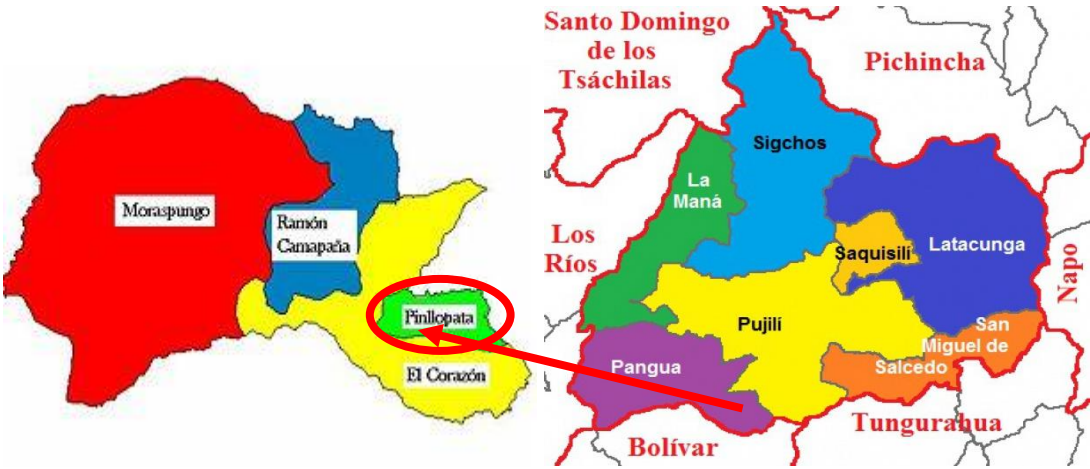 Moraspungo
Ramón
Camapaña
Pinllopata
El Corazón
Santo Domingo
de los
Tsáchilas
Pichincha
Sigchos
La
Maná
Los
Ríos
Saquisilí
Latacunga
Napo
Pujilí
San
Miguel de
Salcedo
Pangua
Tungurahua
Bolívar